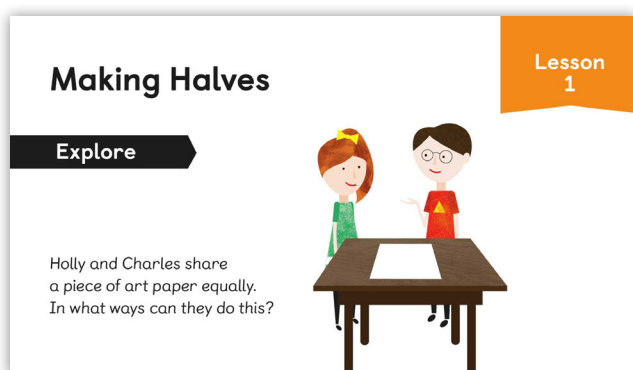 Lesson
1
Making Halves
Explore
Holly and Charles share
a piece of art paper equally.
In what ways can they do this?